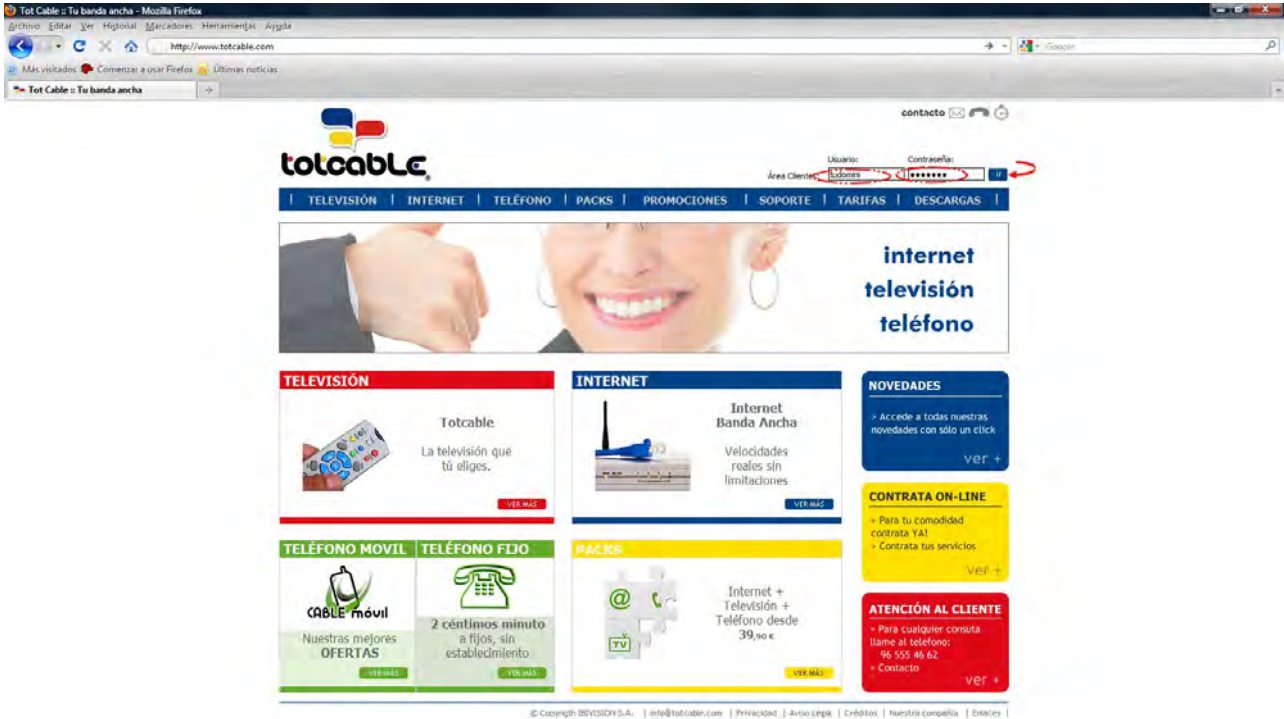 Tot Cable :: Tu banda ancha - Mozilla Firefox
Archivo Editar Ver Historial Marcadores Herramientas Ayuda
http://www.totcable.com
Google
Más visitados Comenzar a usar Firefox Últimas noticias
Tot Cable :: Tu banda ancha
contacto
totcable
Usuario: Contraseña:
Área Clientes
ir
TELEVISIÓN | INTERNET | TELÉFONO | PACKS | PROMOCIONES | SOPORTE | TARIFAS | DESCARGAS
internet
televisión
teléfono
TELEVISIÓN
Totcable
La televisión que
tú eliges.
VER MÁS
INTERNET
Internet
Banda Ancha
Velocidades
reales sin
limitaciones
VER MÁS
NOVEDADES
> Accede a todas nuestras
novedades con sólo un click
ver +
CONTRATA ON-LINE
> Para tu comodidad
contrata YA!
> Contrata tus servicios
ver +
TELÉFONO MOVIL
CABLE móvil
Nuestras mejores
OFERTAS
VER MÁS
TELÉFONO FIJO
2 céntimos minuto
a fijos, sin
establecimiento
VER MÁS
PACKS
@
TV
Internet +
Televisión +
Teléfono desde
39,90 €
VER MÁS
ATENCIÓN AL CLIENTE
> Para cualquier consuta
llame al telefono:
96 555 46 62
> Contacto
ver +
© Copyrigth IBIVISION S.A. | info@totcable.com | Privacidad | Aviso Legal | Créditos | Nuestra compañía | Enlaces |